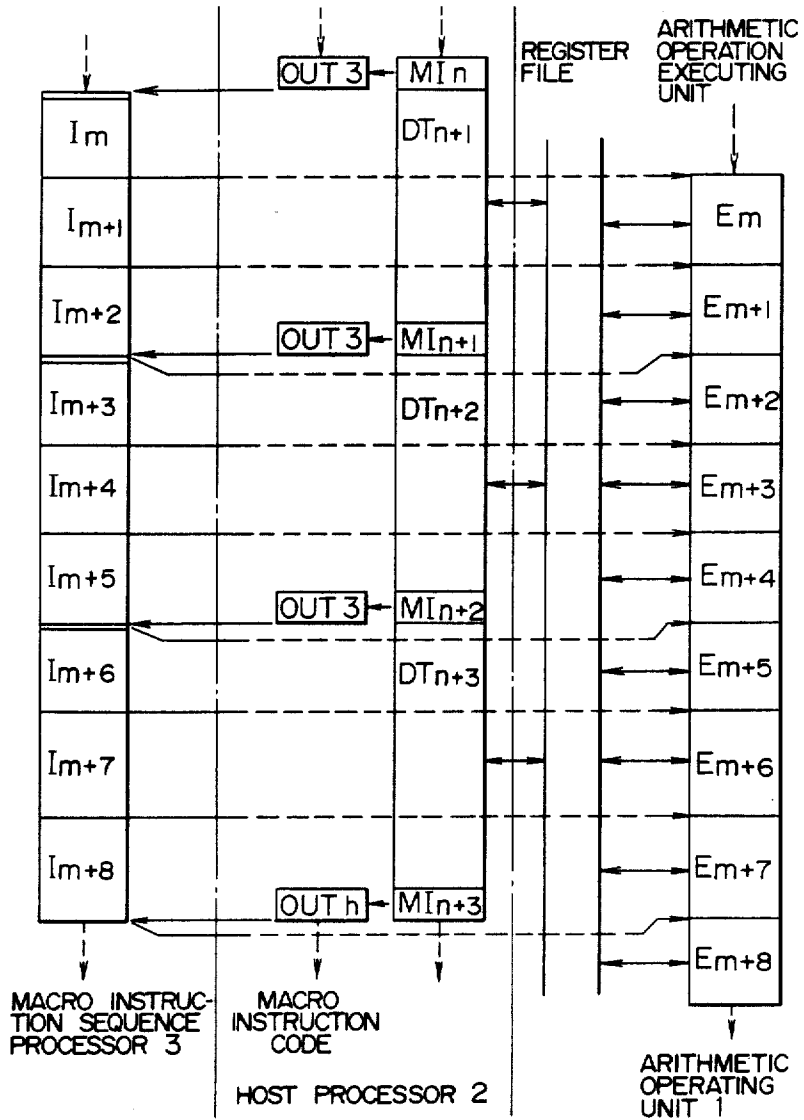 REGISTER
FILE
ARITHMETIC
OPERATION
EXECUTING
UNIT
OUT 3
MIn
Im
DTn+1
Im+1
Em
Im+2
OUT 3
MIn+1
Em+1
Im+3
DTn+2
Em+2
Im+4
Em+3
Im+5
OUT 3
MIn+2
Em+4
Im+6
DTn+3
Em+5
Im+7
Em+6
Im+8
Em+7
OUT h
MIn+3
Em+8
MACRO INSTRUC-
TION SEQUENCE
PROCESSOR 3
MACRO
INSTRUCTION
CODE
HOST PROCESSOR 2
ARITHMETIC
OPERATING
UNIT 1